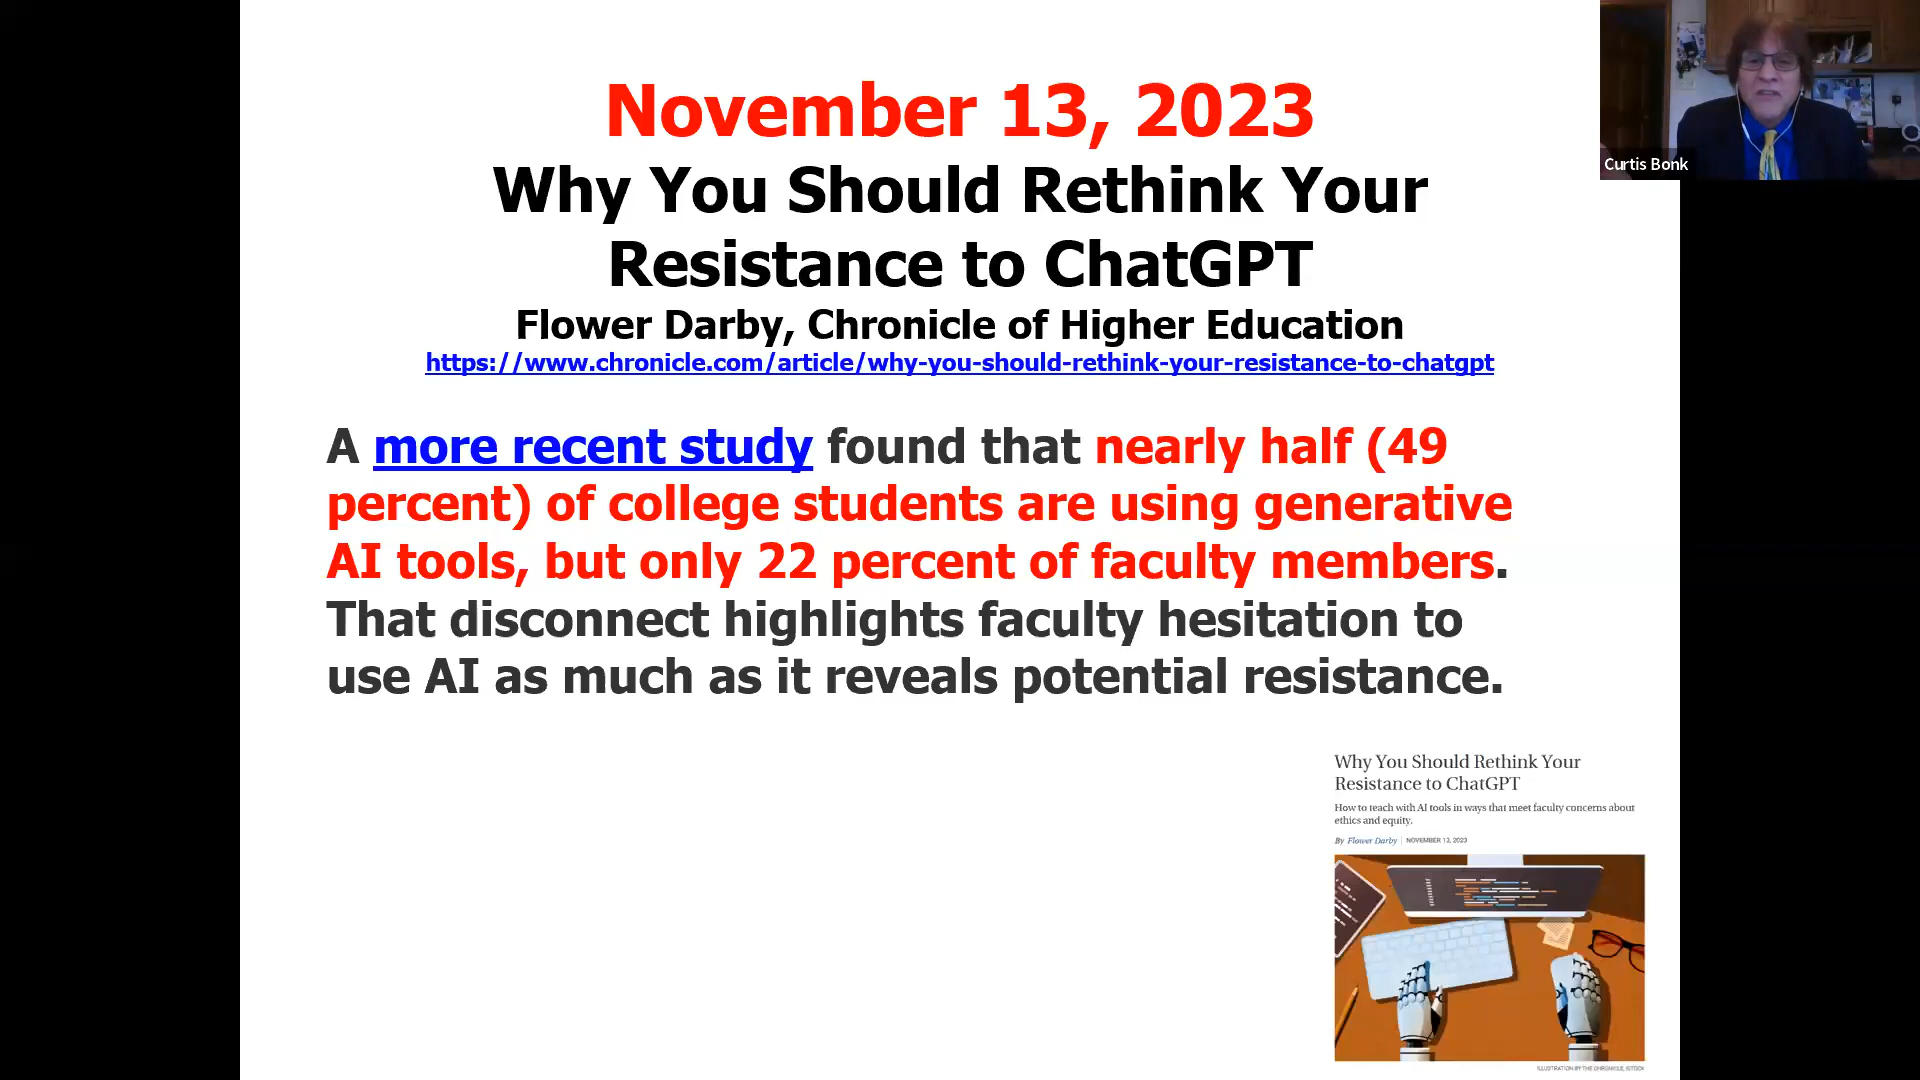 November 13, 2023
Why You Should Rethink Your
Resistance to ChatGPT
Flower Darby, Chronicle of Higher Education
https://www.chronicle.com/article/why-you-should-rethink-your-resistance-to-chatgpt
A more recent study found that nearly half (49
percent) of college students are using generative
AI tools, but only 22 percent of faculty members.
That disconnect highlights faculty hesitation to
use AI as much as it reveals potential resistance.
Curtis Bonk
Why You Should Rethink Your
Resistance to ChatGPT
How to teach with AI tools in ways that meet faculty concerns about
ethics and equity.
By Flower Darby | NOVEMBER 13, 2023
ILLUSTRATION BY THE CHRONICLE, ISTOCK